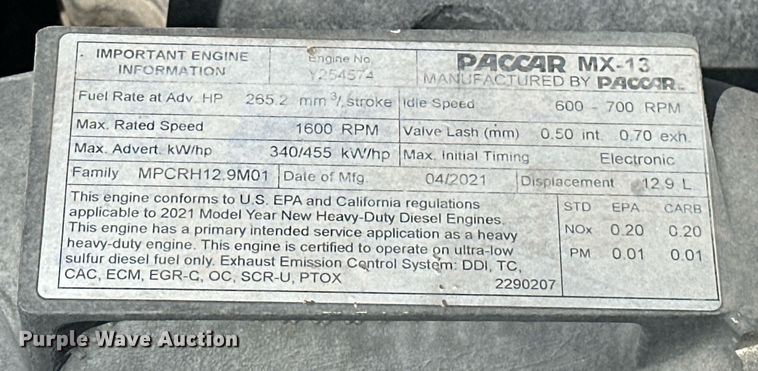 IMPORTANT ENGINE
INFORMATION
Engine No.
Y254574
PACCAR MX-13
MANUFACTURED BY PACCAR
Fuel Rate at Adv. HP 265.2 mm³/.stroke
Idle Speed 600 - 700 RPM
Max. Rated Speed 1600 RPM
Valve Lash (mm) 0.50 int. 0.70 exh.
Max. Advert. kW/hp 340/455 kW/hp
Max. Initial Timing Electronic
Family MPCRH12.9M01
Date of Mfg. 04/2021
Displacement 12.9 L
This engine conforms to U.S. EPA and California regulations
applicable to 2021 Model Year New Heavy-Duty Diesel Engines.
This engine has a primary intended service application as a heavy
heavy-duty engine. This engine is certified to operate on ultra-low
sulfur diesel fuel only. Exhaust Emission Control System: DDI, TC,
CAC, ECM, EGR-C, OC, SCR-U, PTOX
2290207
STD EPA CARB
NOx 0.20 0.20
PM 0.01 0.01
Purple Wave Auction